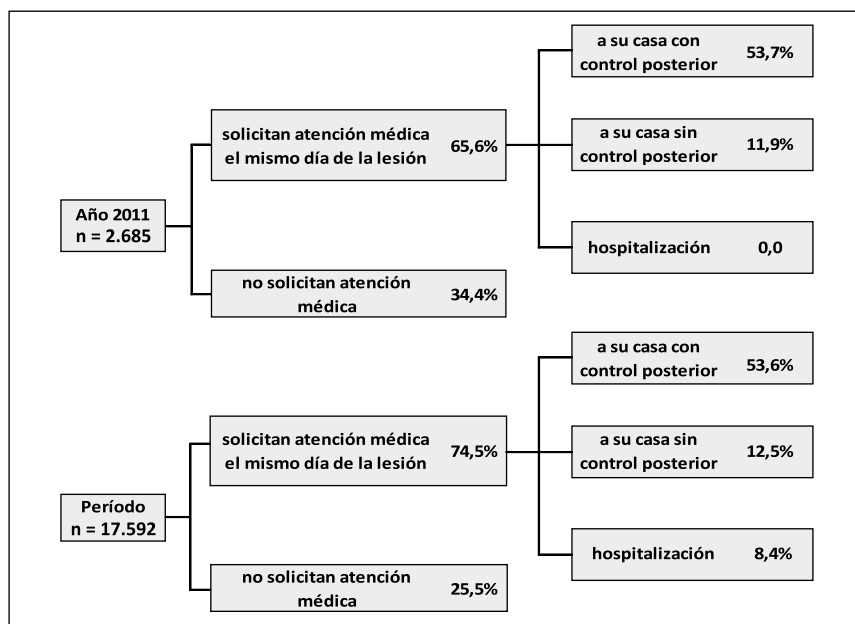 Año 2011
n = 2.685
solicitan atención médica
el mismo día de la lesión 65,6%
no solicitan atención
médica 34,4%
a su casa con
control posterior 53,7%
a su casa sin
control posterior 11,9%
hospitalización 0,0
Período
n = 17.592
solicitan atención médica
el mismo día de la lesión 74,5%
no solicitan atención
médica 25,5%
a su casa con
control posterior 53,6%
a su casa sin
control posterior 12,5%
hospitalización 8,4%